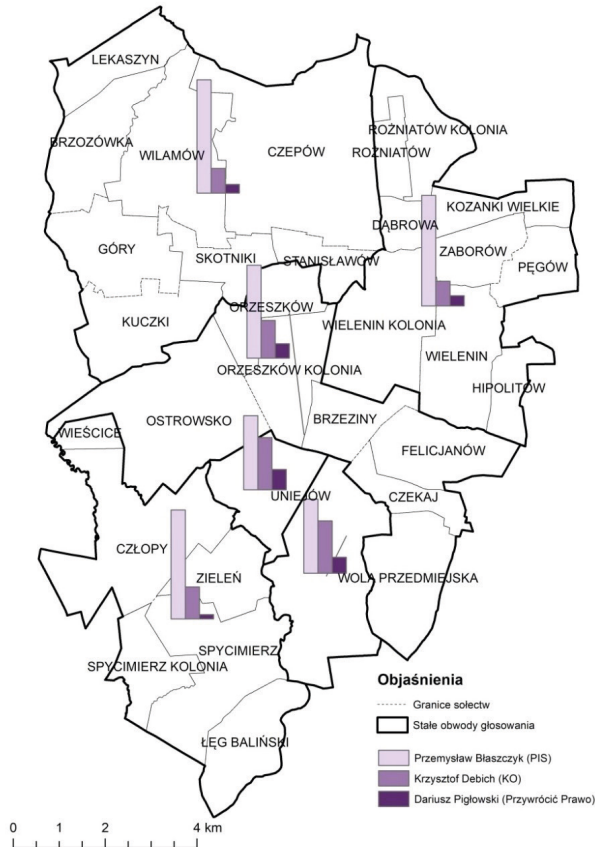 LEKASZYN
BRZOZÓWKA
WILAMÓW
CZEPÓW
ROŻNIATÓW KOLONIA
ROŻNIATÓW
KOZANKI WIELKIE
DĄBROWA
ZABORÓW
PĘGÓW
GÓRY
SKOTNIKI
STANISŁAWÓW
ORZESZKÓW
KUCZKI
WIELENIN KOLONIA
WIELENIN
ORZESZKÓW KOLONIA
HIPOLITÓW
OSTROWSKO
BRZEZINY
WIEŚCICE
FELICJANÓW
UNIEJÓW
CZEKAJ
CZŁOPY
ZIELEŃ
WOLA PRZEDMIEJSKA
SPYCIMIERZ
SPYCIMIERZ KOLONIA
ŁĘG BALIŃSKI
Objaśnienia
Granice sołectw
Stałe obwody głosowania
Przemysław Błaszczyk (PIS)
Krzysztof Debich (KO)
Dariusz Pigłowski (Przywrócić Prawo)
0 1 2 4 km